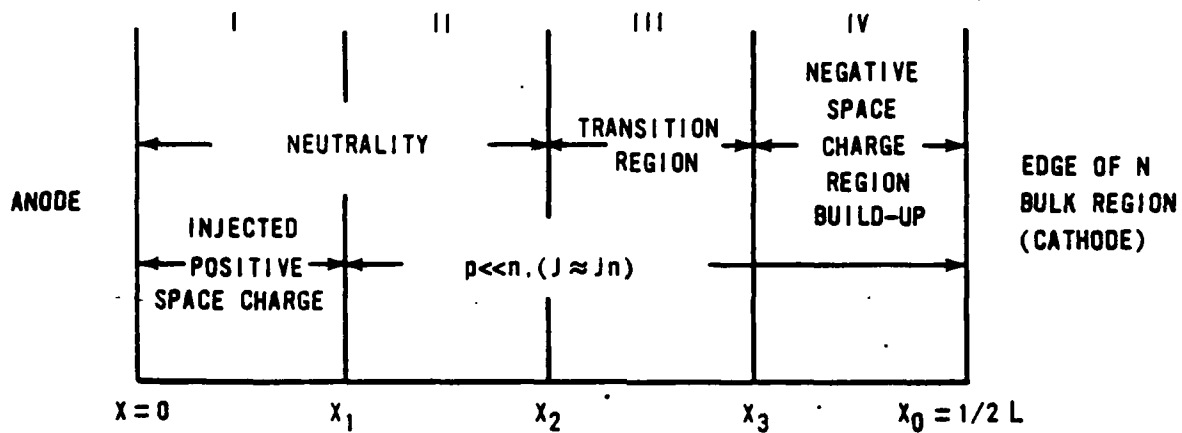 I II III IV
NEGATIVE
SPACE
CHARGE
REGION
BUILD-UP
NEUTRALITY
TRANSITION
REGION
ANODE
EDGE OF N
BULK REGION
(CATHODE)
INJECTED
POSITIVE
SPACE CHARGE
p<<n, (J≈Jn)
X=0 X₁ X₂ X₃ X₀=1/2 L